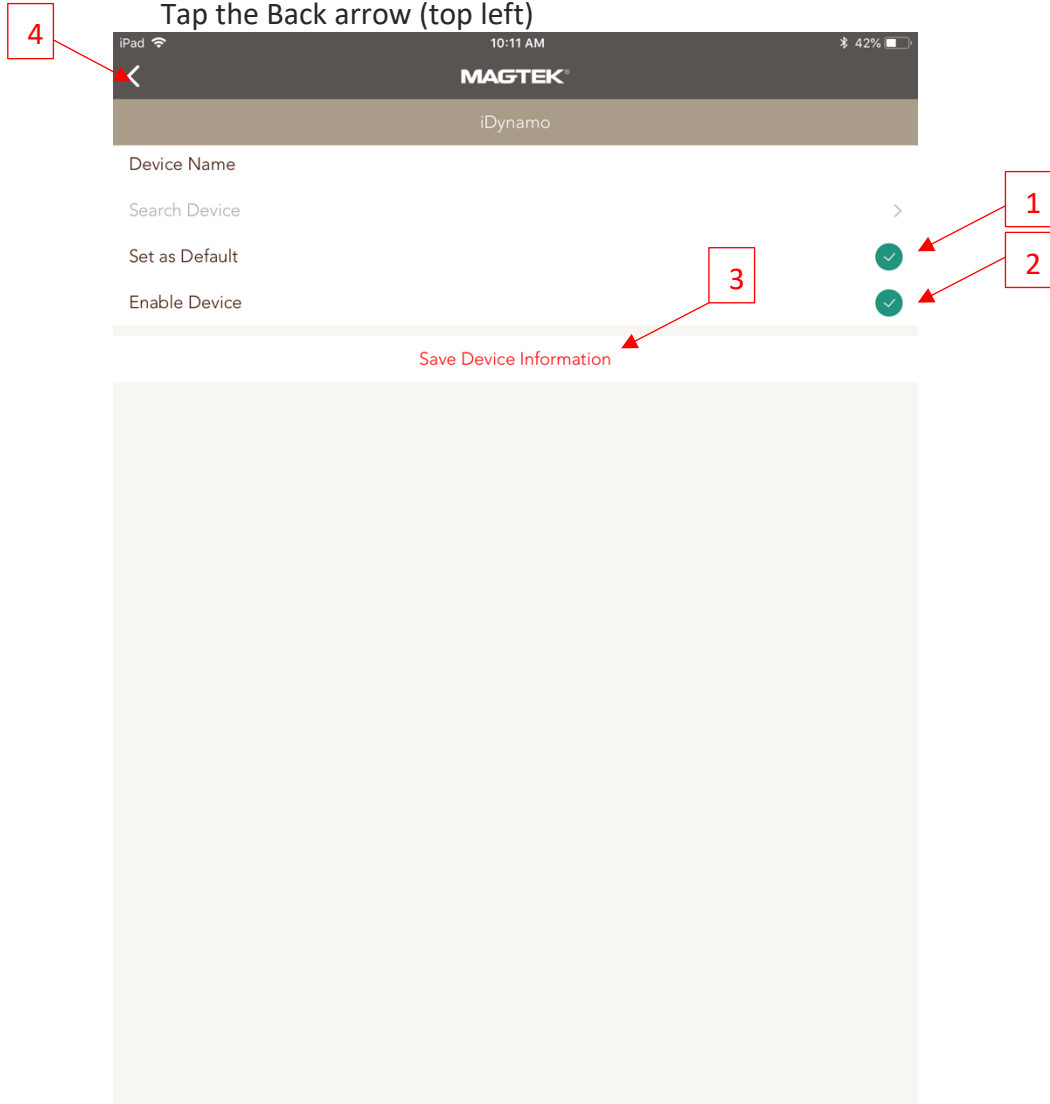 Tap the Back arrow (top left)
4
iPad 10:11 AM 42%
MAGTEK®
iDynamo
Device Name
Search Device
1
Set as Default
2
3
Enable Device
Save Device Information